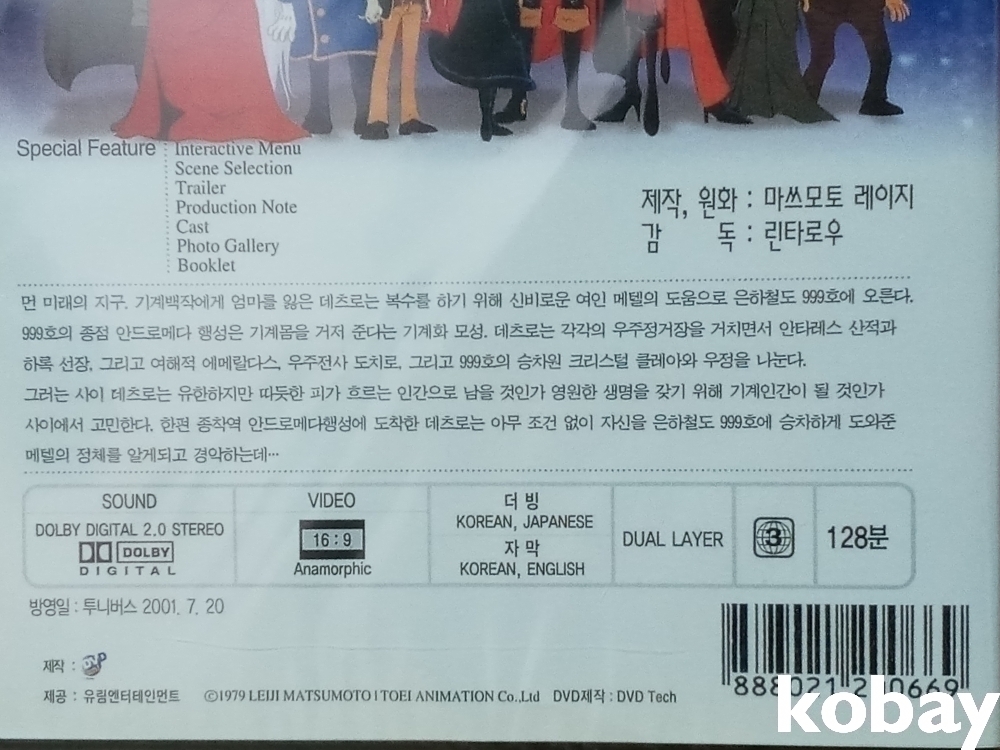 Special Feature
Interactive Menu
Scene Selection
Trailer
Production Note
Cast
Photo Gallery
Booklet
제작, 원화 : 마쓰모토 레이지
감 독 : 린타로우
먼 미래의 지구. 기계백작에게 엄마를 잃은 데츠로는 복수를 하기 위해 신비로운 여인 메텔의 도움으로 은하철도 999호에 오른다.
999호의 종점 안드로메다 행성은 기계몸을 거저 준다는 기계화 모성. 데츠로는 각각의 우주정거장을 거치면서 안타레스 산적과
하록 선장, 그리고 여해적 에메랄다스, 우주전사 도치로, 그리고 999호의 승차원 크리스털 클레아와 우정을 나눈다.
그러는 사이 데츠로는 유한하지만 따듯한 피가 흐르는 인간으로 남을 것인가 영원한 생명을 갖기 위해 기계인간이 될 것인가
사이에서 고민한다. 한편 종착역 안드로메다행성에 도착한 데츠로는 아무 조건 없이 자신을 은하철도 999호에 승차하게 도와준
메텔의 정체를 알게되고 경악하는데…
SOUND
DOLBY DIGITAL 2.0 STEREO
DOLBY
DIGITAL
VIDEO
16:9
Anamorphic
더빙
KOREAN, JAPANESE
자막
KOREAN, ENGLISH
DUAL LAYER
3
128분
방영일 : 투니버스 2001. 7. 20
제작 :
제공 : 유림엔터테인먼트 ©1979 LEIJI MATSUMOTO I TOEI ANIMATION Co.,Ltd DVD제작 : DVD Tech
kobay